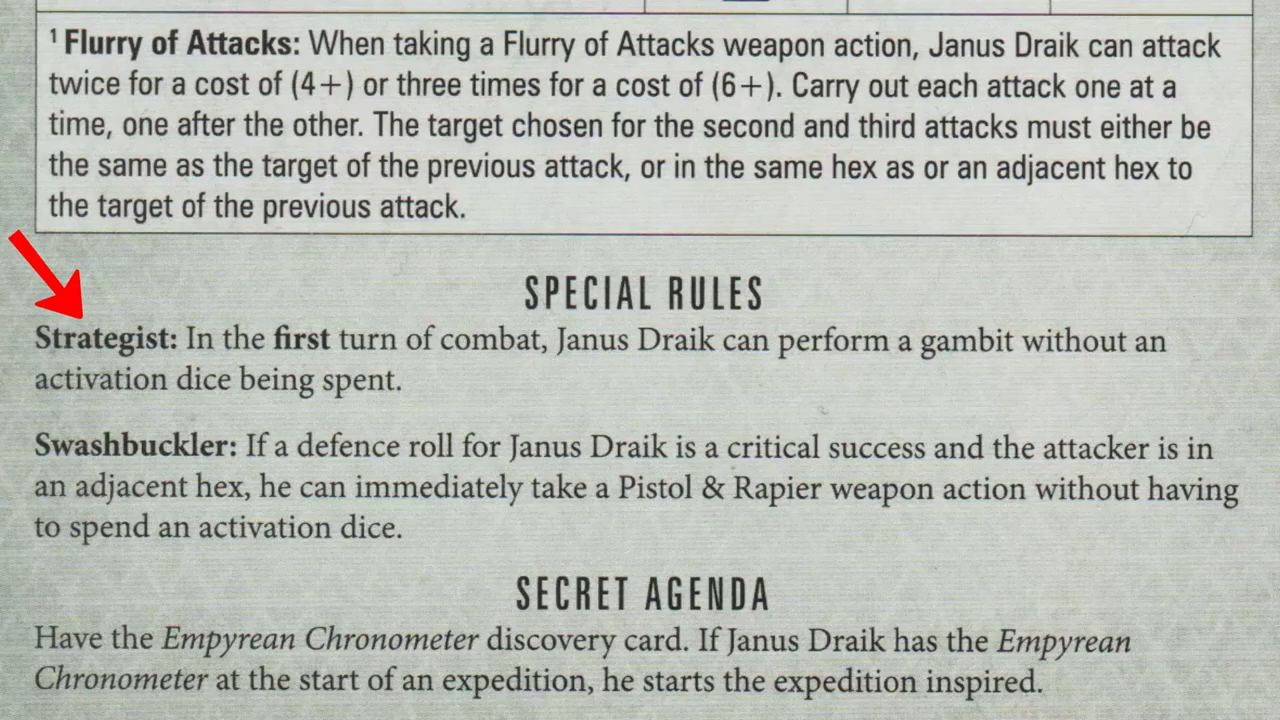 ¹ Flurry of Attacks: When taking a Flurry of Attacks weapon action, Janus Draik can attack
twice for a cost of (4+) or three times for a cost of (6+). Carry out each attack one at a
time, one after the other. The target chosen for the second and third attacks must either be
the same as the target of the previous attack, or in the same hex as or an adjacent hex to
the target of the previous attack.
SPECIAL RULES
Strategist: In the first turn of combat, Janus Draik can perform a gambit without an
activation dice being spent.
Swashbuckler: If a defence roll for Janus Draik is a critical success and the attacker is in
an adjacent hex, he can immediately take a Pistol & Rapier weapon action without having
to spend an activation dice.
SECRET AGENDA
Have the Empyrean Chronometer discovery card. If Janus Draik has the Empyrean
Chronometer at the start of an expedition, he starts the expedition inspired.